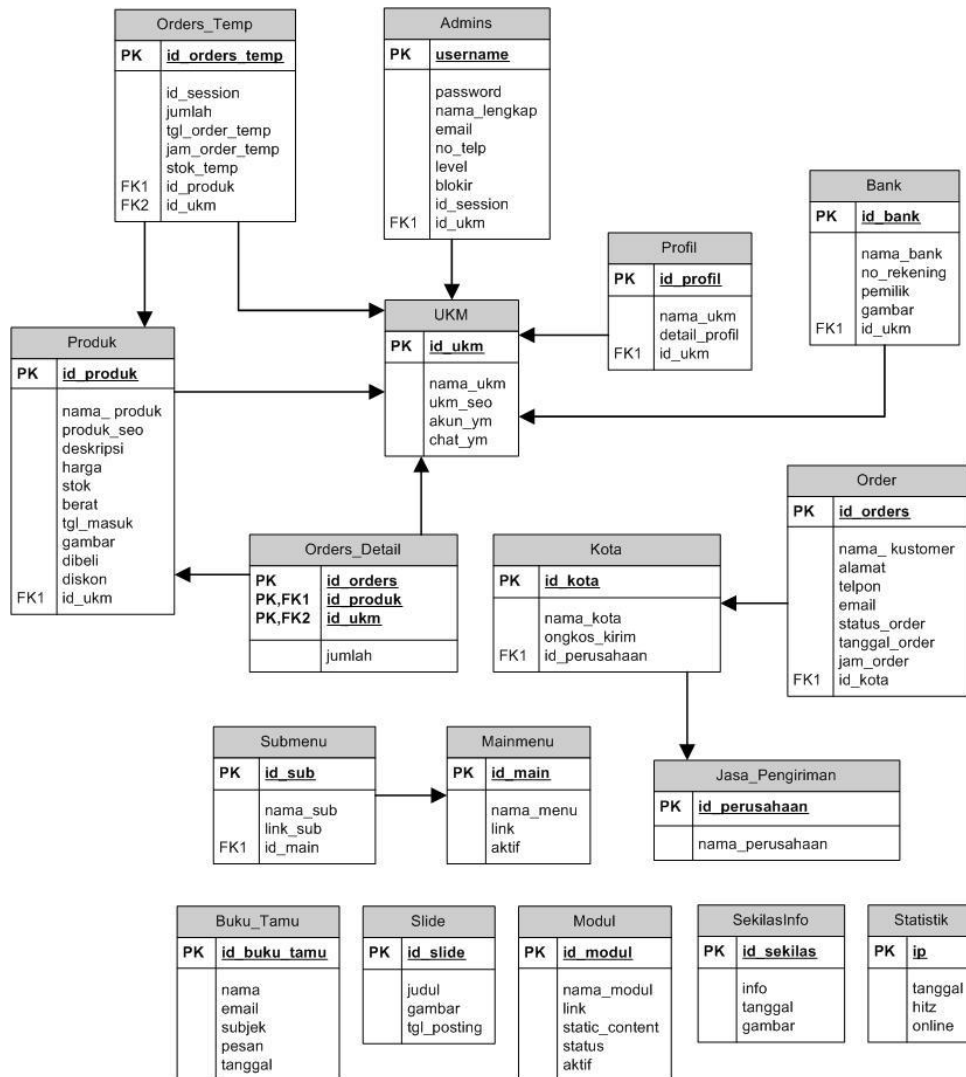 Orders_Temp
PK id_orders_temp
id_session
jumlah
tgl_order_temp
jam_order_temp
stok_temp
FK1 id_produk
FK2 id_ukm
Admins
PK username
password
nama_lengkap
email
no_telp
level
blokir
id_session
FK1 id_ukm
Bank
PK id_bank
nama_bank
no_rekening
pemilik
gambar
FK1 id_ukm
Profil
PK id_profil
nama_ukm
detail_profil
FK1 id_ukm
UKM
PK id_ukm
nama_ukm
ukm_seo
akun_ym
chat_ym
Produk
PK id_produk
nama_ produk
produk_seo
deskripsi
harga
stok
berat
tgl_masuk
gambar
dibeli
diskon
FK1 id_ukm
Orders_Detail
PK id_orders
PK,FK1 id_produk
PK,FK2 id_ukm
jumlah
Kota
PK id_kota
nama_kota
ongkos_kirim
FK1 id_perusahaan
Order
PK id_orders
nama_ kustomer
alamat
telpon
email
status_order
tanggal_order
jam_order
FK1 id_kota
Submenu
PK id_sub
nama_sub
link_sub
FK1 id_main
Mainmenu
PK id_main
nama_menu
link
aktif
Jasa_Pengiriman
PK id_perusahaan
nama_perusahaan
Buku_Tamu
PK id_buku_tamu
nama
email
subjek
pesan
tanggal
Slide
PK id_slide
judul
gambar
tgl_posting
Modul
PK id_modul
nama_modul
link
static_content
status
aktif
SekilasInfo
PK id_sekilas
info
tanggal
gambar
Statistik
PK ip
tanggal
hitz
online